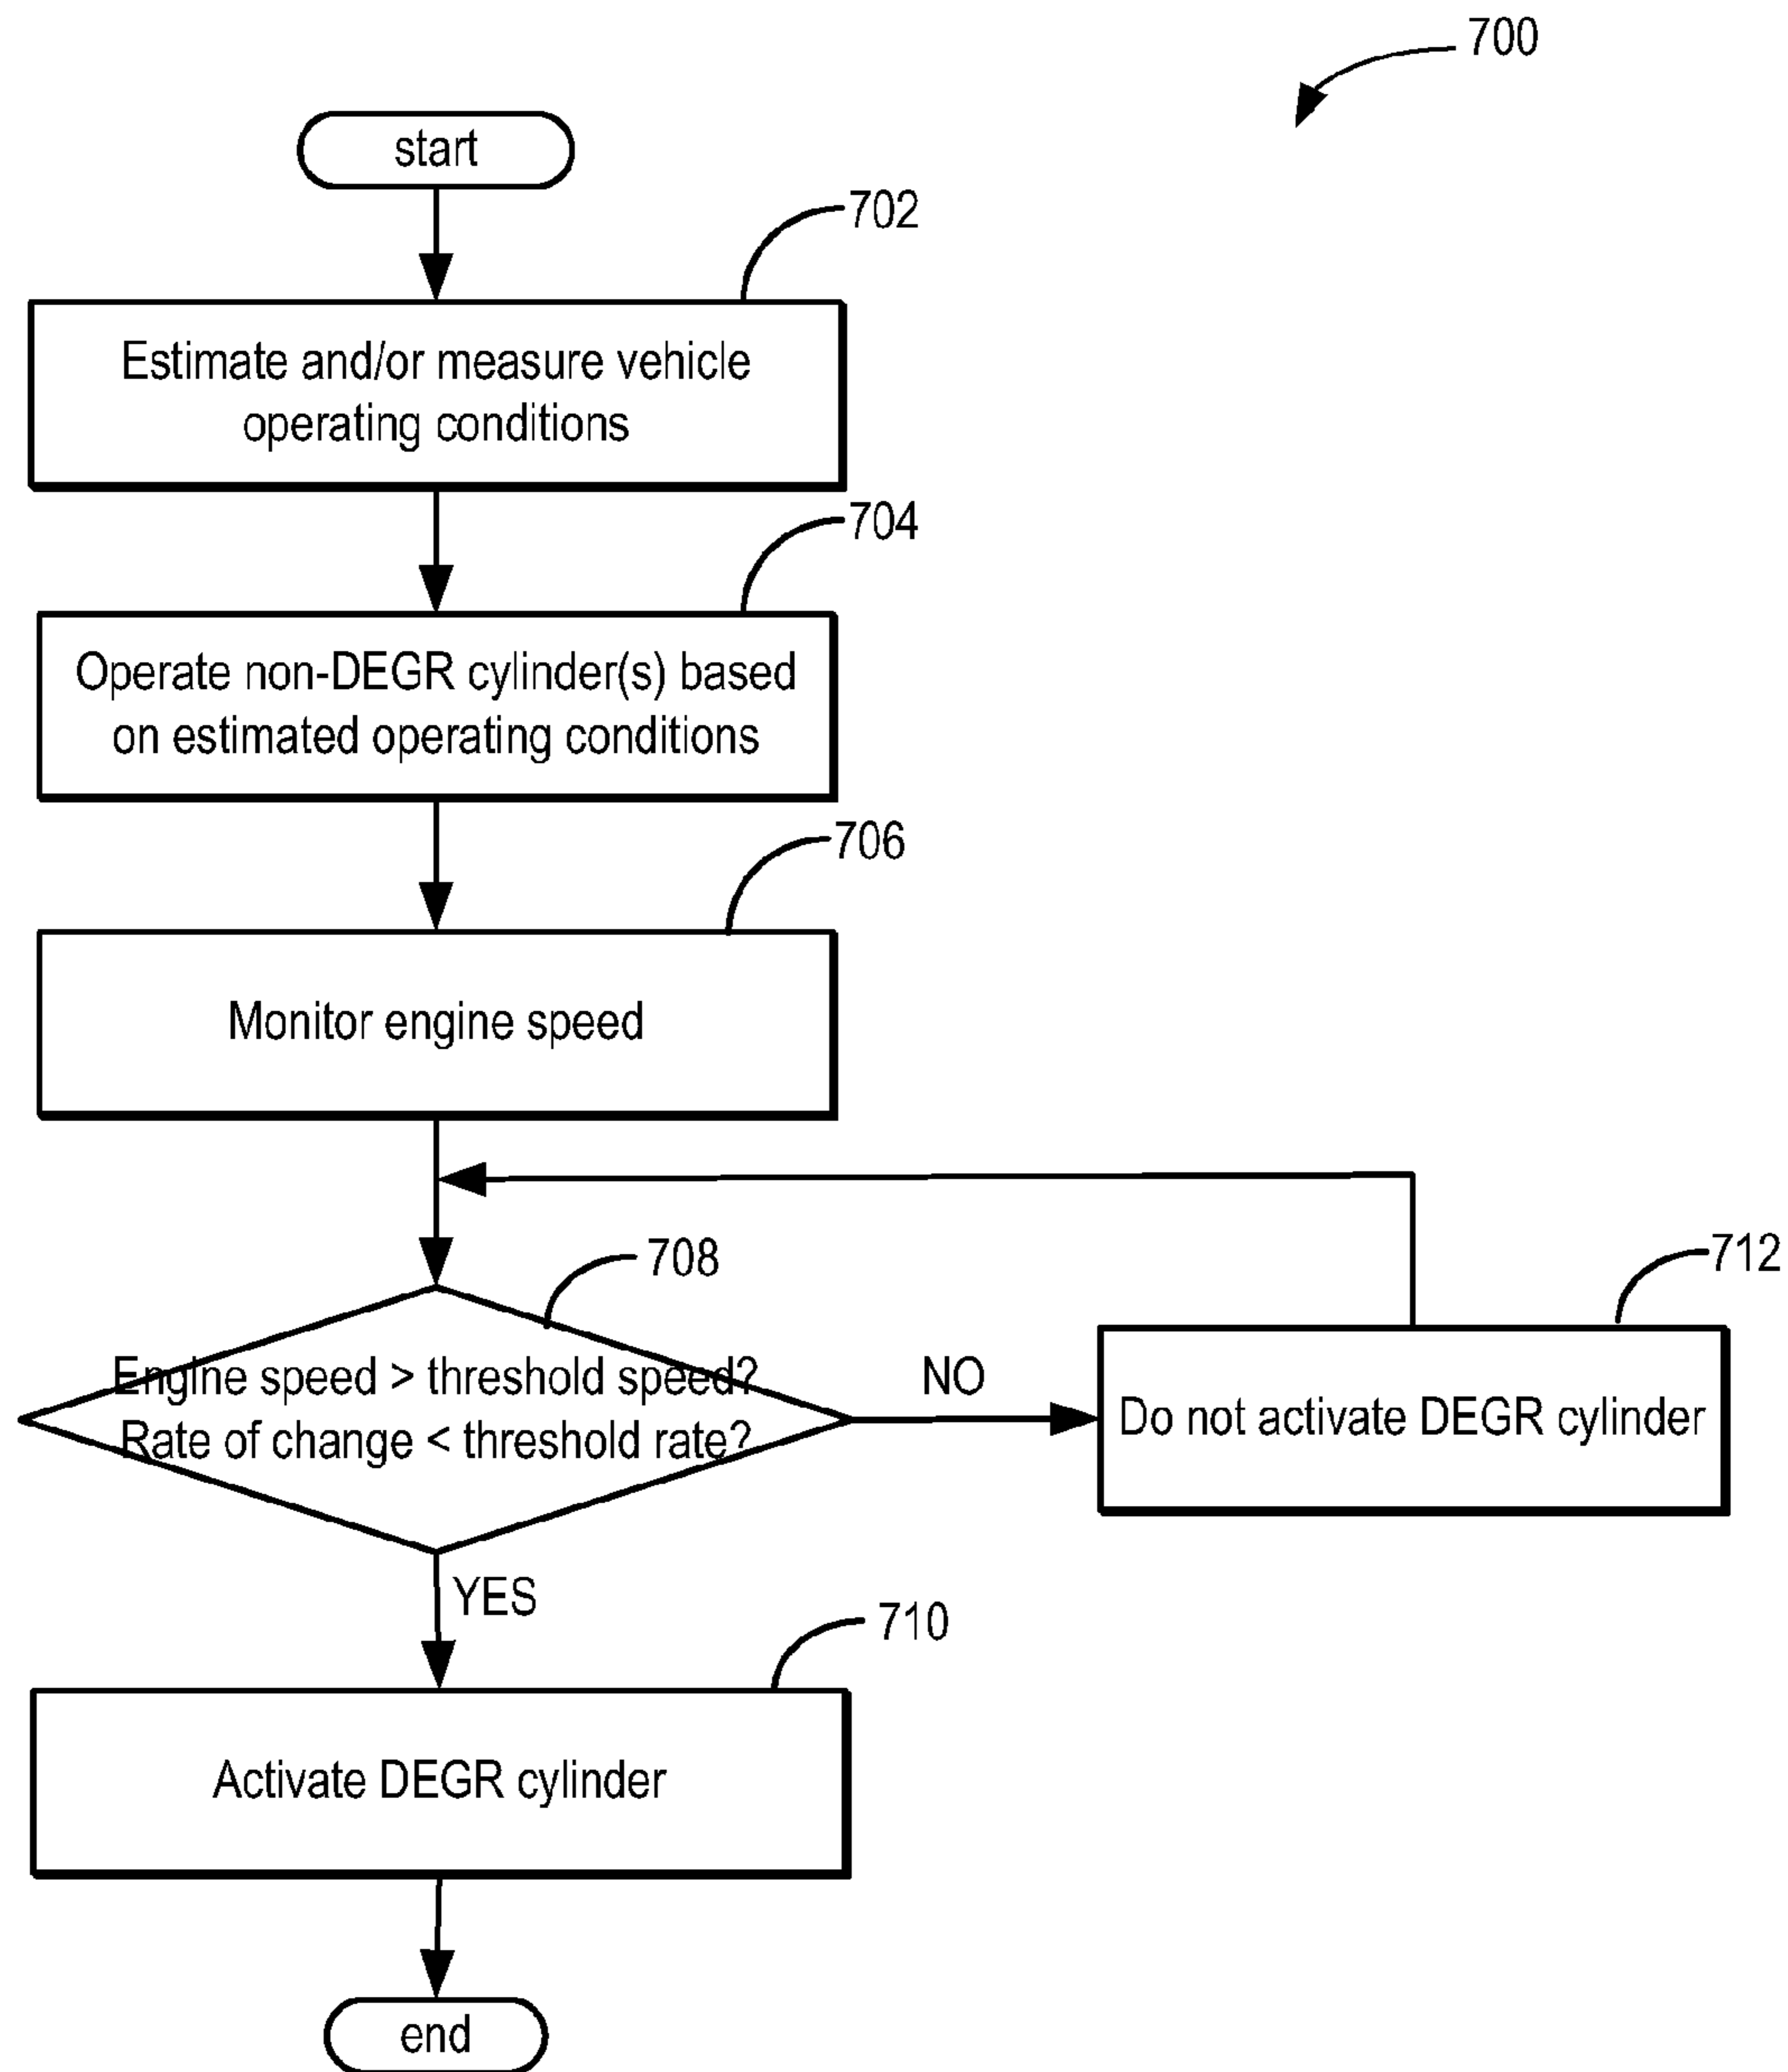 700
start
702
Estimate and/or measure vehicle
operating conditions
704
Operate non-DEGR cylinder(s) based
on estimated operating conditions
706
Monitor engine speed
708
Engine speed > threshold speed?
Rate of change < threshold rate?
NO
712
Do not activate DEGR cylinder
YES
710
Activate DEGR cylinder
end